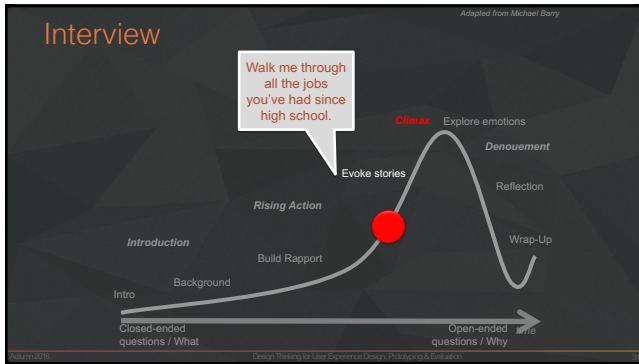 Adapted from Michael Barry
Interview
Walk me through
all the jobs
you've had since
high school.
Climax Explore emotions
Denouement
Evoke stories
Reflection
Rising Action
Introduction
Wrap-Up
Build Rapport
Background
Intro
time
Closed-ended
questions / What
Open-ended
questions / Why
Autumn 2018
Design Thinking for User Experience Design, Prototyping & Evaluation